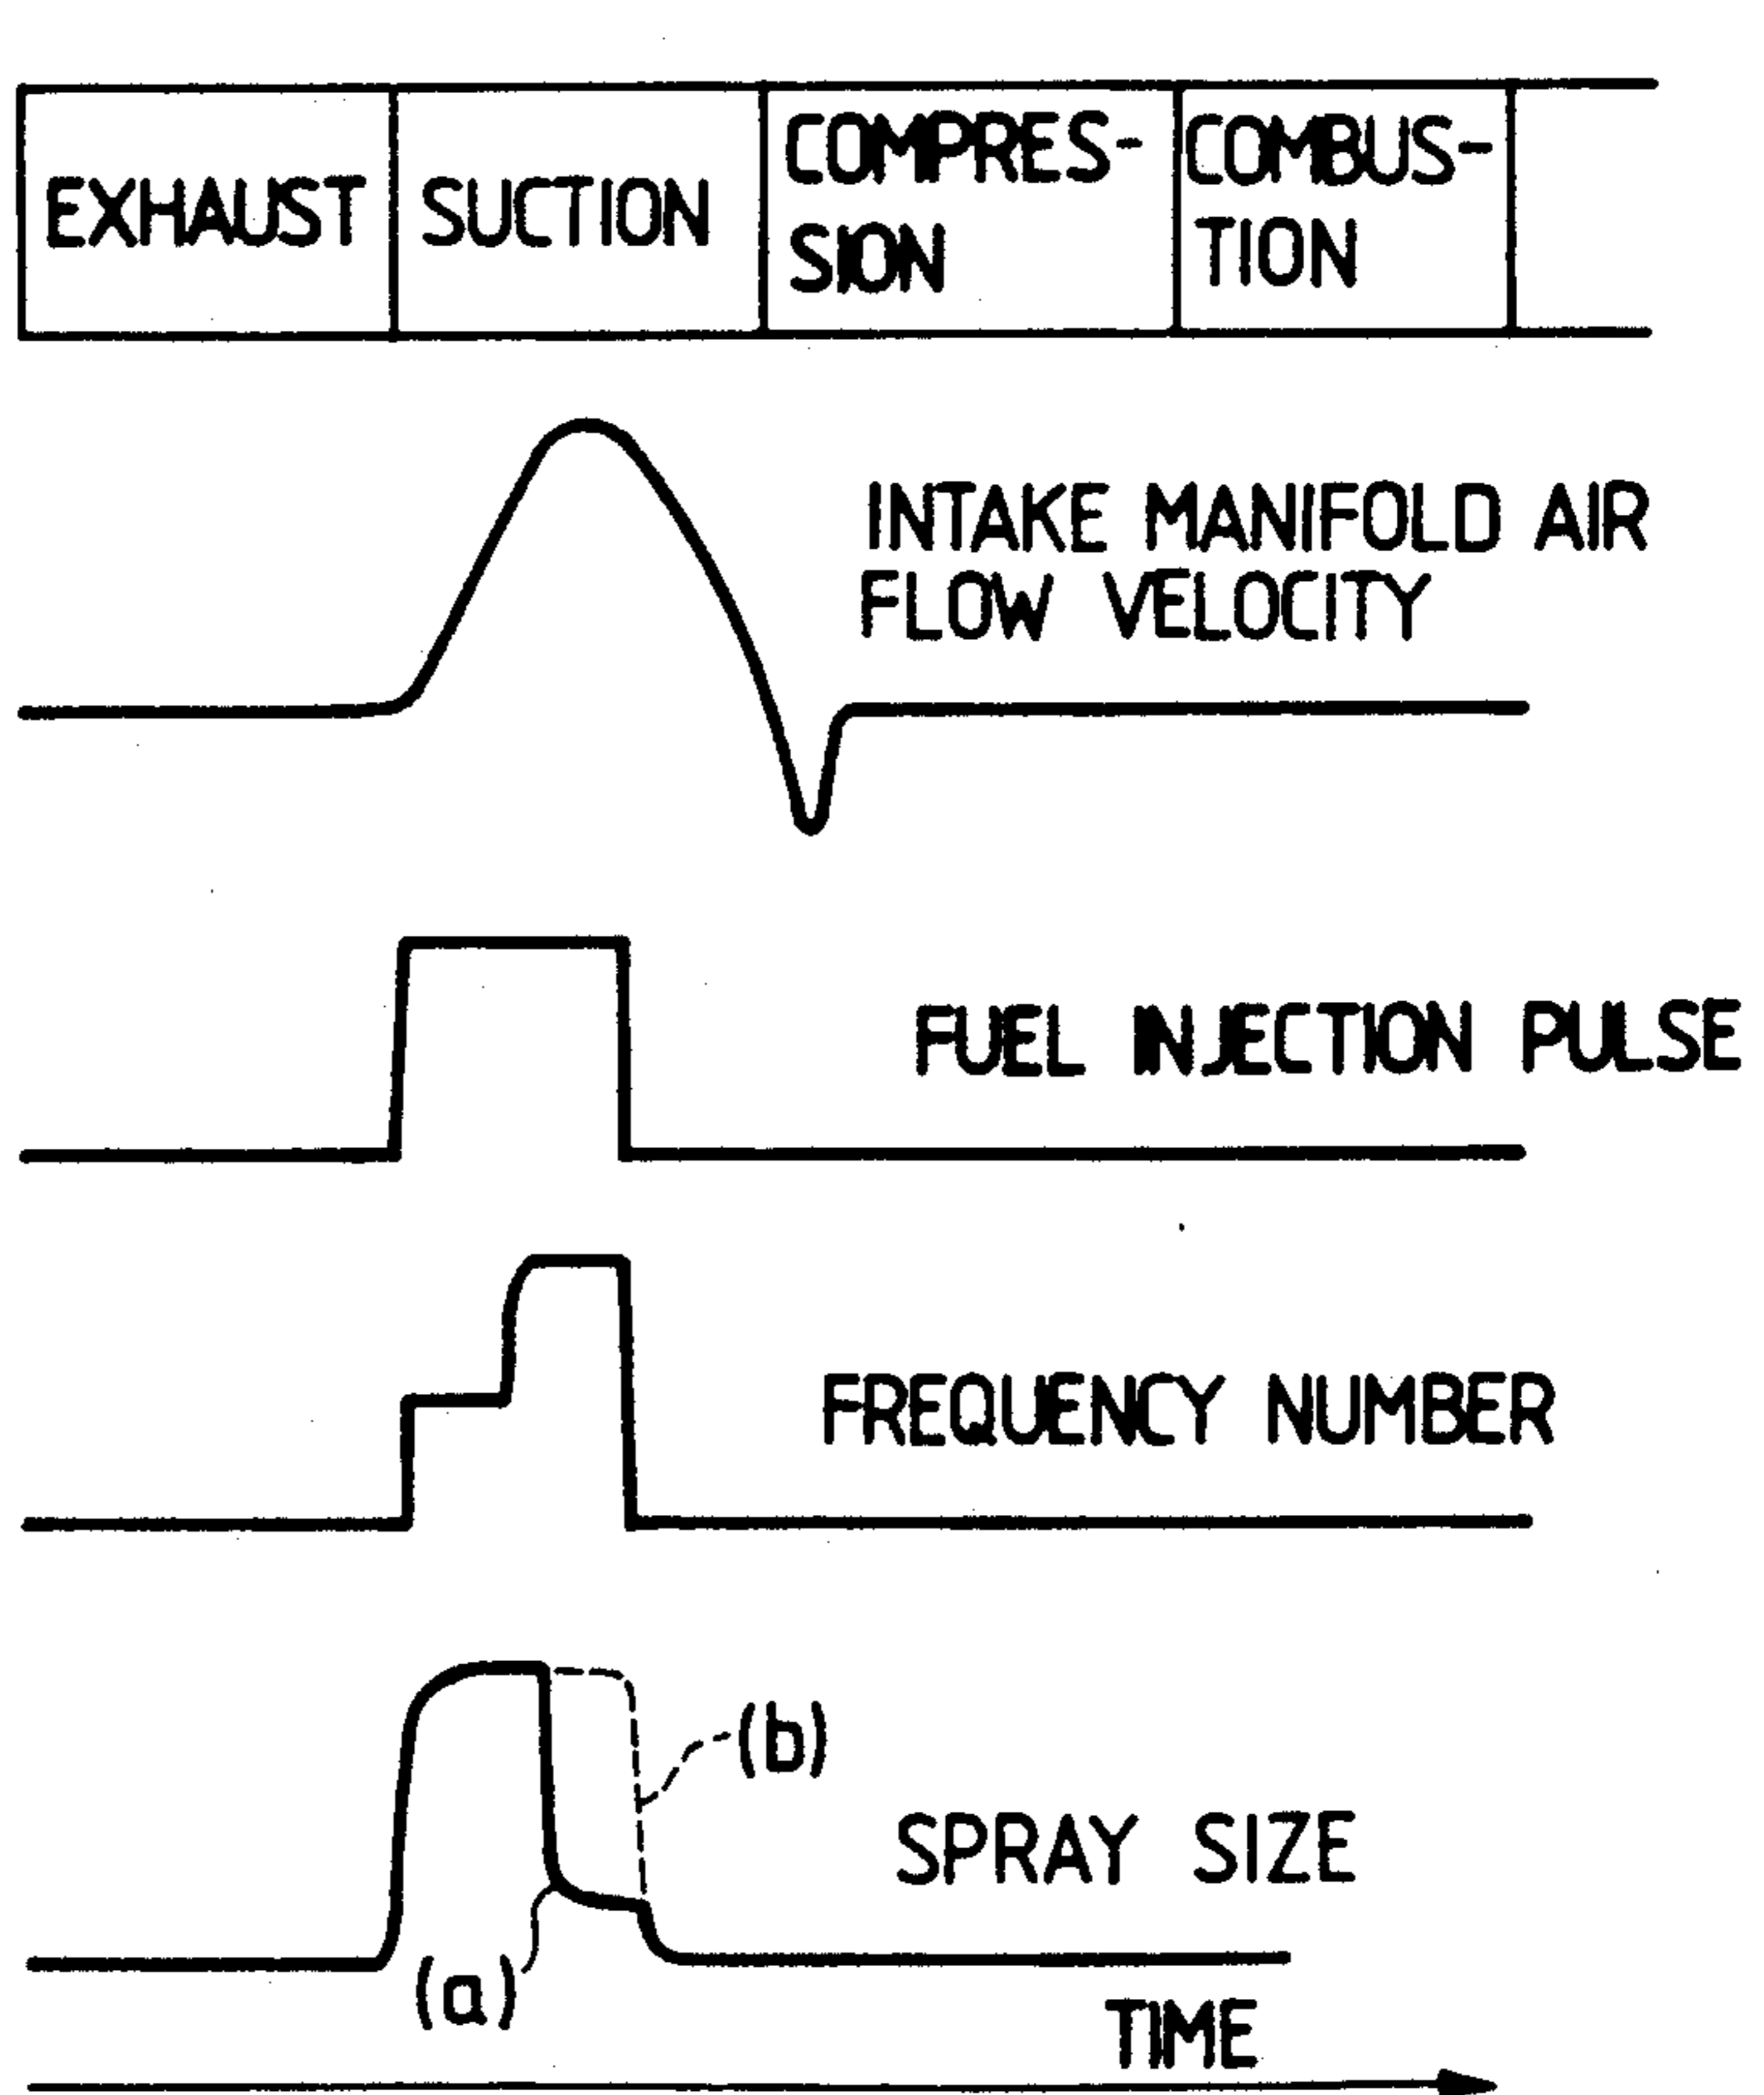 EXHAUST
SUCTION
COMPRES-
SION
COMBUS-
TION
INTAKE MANIFOLD AIR
FLOW VELOCITY
FUEL INJECTION PULSE
FREQUENCY NUMBER
(b)
SPRAY SIZE
(a)
TIME